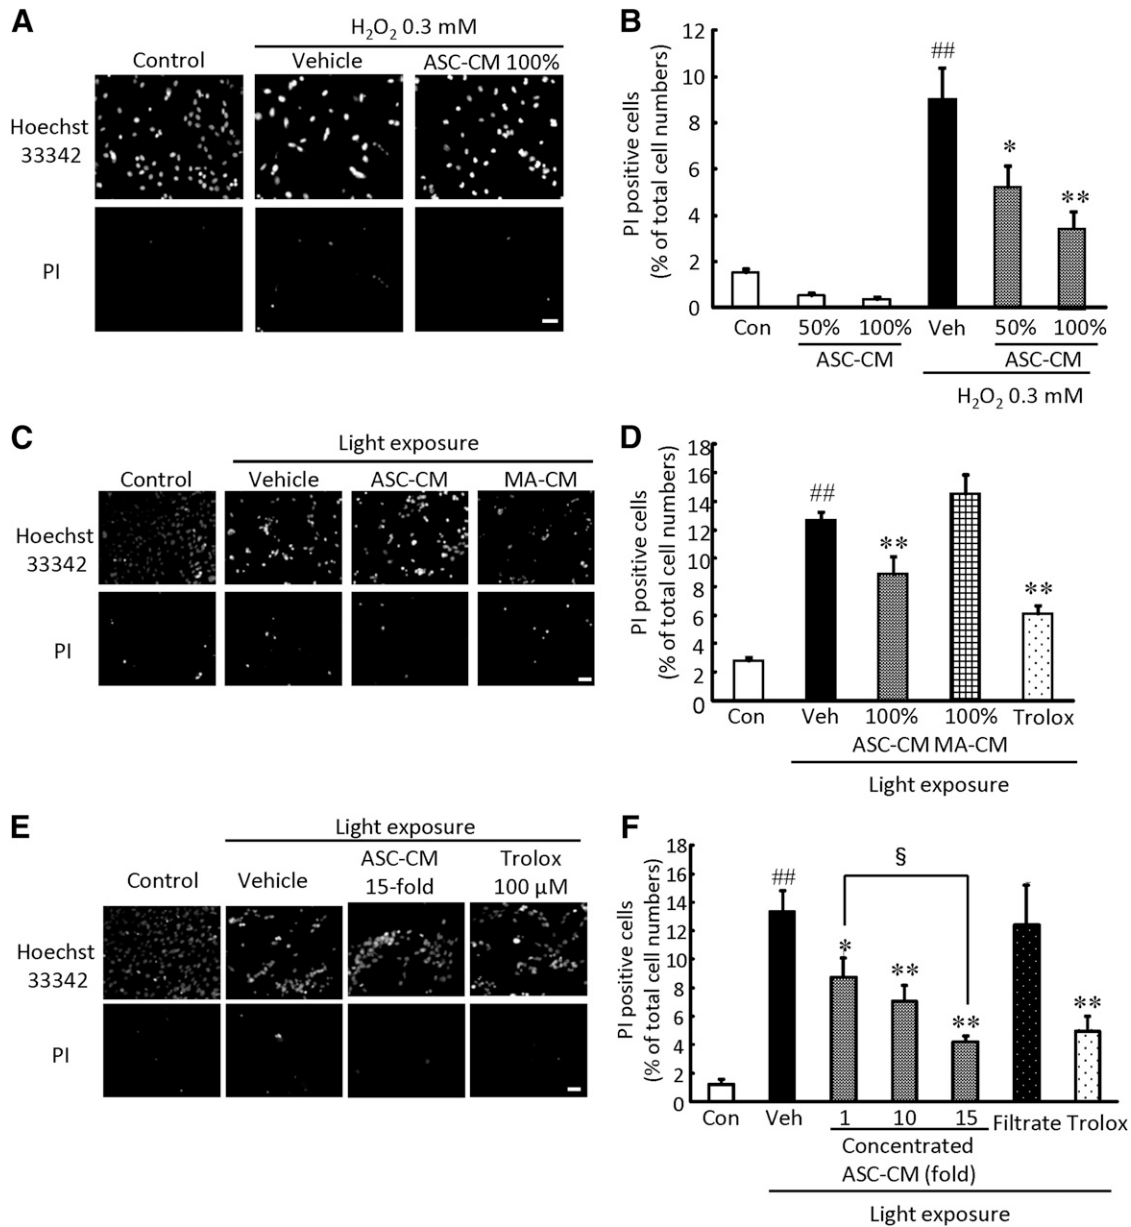 A
H₂O₂ 0.3 mM
Control Vehicle ASC-CM 100%
Hoechst
33342
PI
B
PI positive cells
(% of total cell numbers)
12
10
8
6
4
2
0
##
*
**
Con 50% 100% Veh 50% 100%
ASC-CM ASC-CM
H₂O₂ 0.3 mM
C
Light exposure
Control Vehicle ASC-CM MA-CM
Hoechst
33342
PI
D
PI positive cells
(% of total cell numbers)
18
16
14
12
10
8
6
4
2
0
##
**
**
Con Veh 100% 100% Trolox
ASC-CM MA-CM
Light exposure
E
Light exposure
Control Vehicle ASC-CM 15-fold Trolox 100 μM
Hoechst
33342
PI
F
PI positive cells
(% of total cell numbers)
18
16
14
12
10
8
6
4
2
0
##
§
*
**
**
**
Con Veh 1 10 15 Filtrate Trolox
Concentrated
ASC-CM (fold)
Light exposure